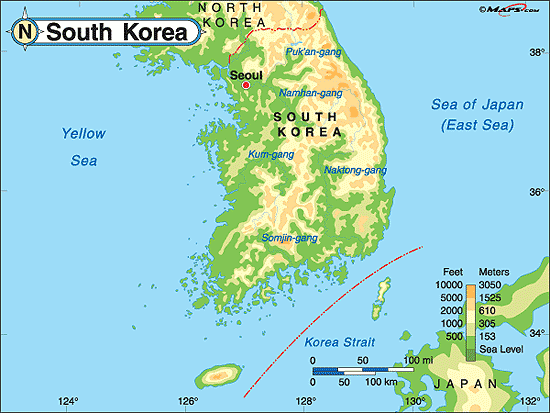 N South Korea
©MAPS.COM
NORTH
KOREA
Puk'an-gang
38°
38°
Seoul
Namhan-gang
SOUTH
KOREA
Sea of Japan
(East Sea)
Yellow
Sea
Kum-gang
Naktong-gang
36°
36°
Somjin-gang
Feet Meters
10000 3050
5000 1525
2000 610
1000 305
500 153
Sea Level
34°
34°
Korea Strait
0 50 100 mi
0 50 100 km
JAPAN
124°
126°
128°
130°
132°